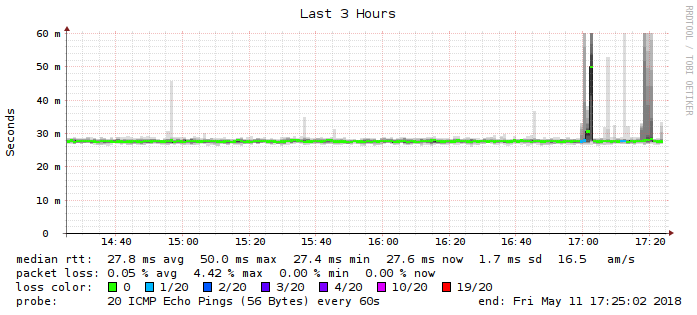 Last 3 Hours
RRDTOOL / TOBI OETIKER
Seconds
60 m
50 m
40 m
30 m
20 m
10 m
0
14:40 15:00 15:20 15:40 16:00 16:20 16:40 17:00 17:20
median rtt: 27.8 ms avg 50.0 ms max 27.4 ms min 27.6 ms now 1.7 ms sd 16.5 am/s
packet loss: 0.05 % avg 4.42 % max 0.00 % min 0.00 % now
loss color: 0 1/20 2/20 3/20 4/20 10/20 19/20
probe: 20 ICMP Echo Pings (56 Bytes) every 60s end: Fri May 11 17:25:02 2018